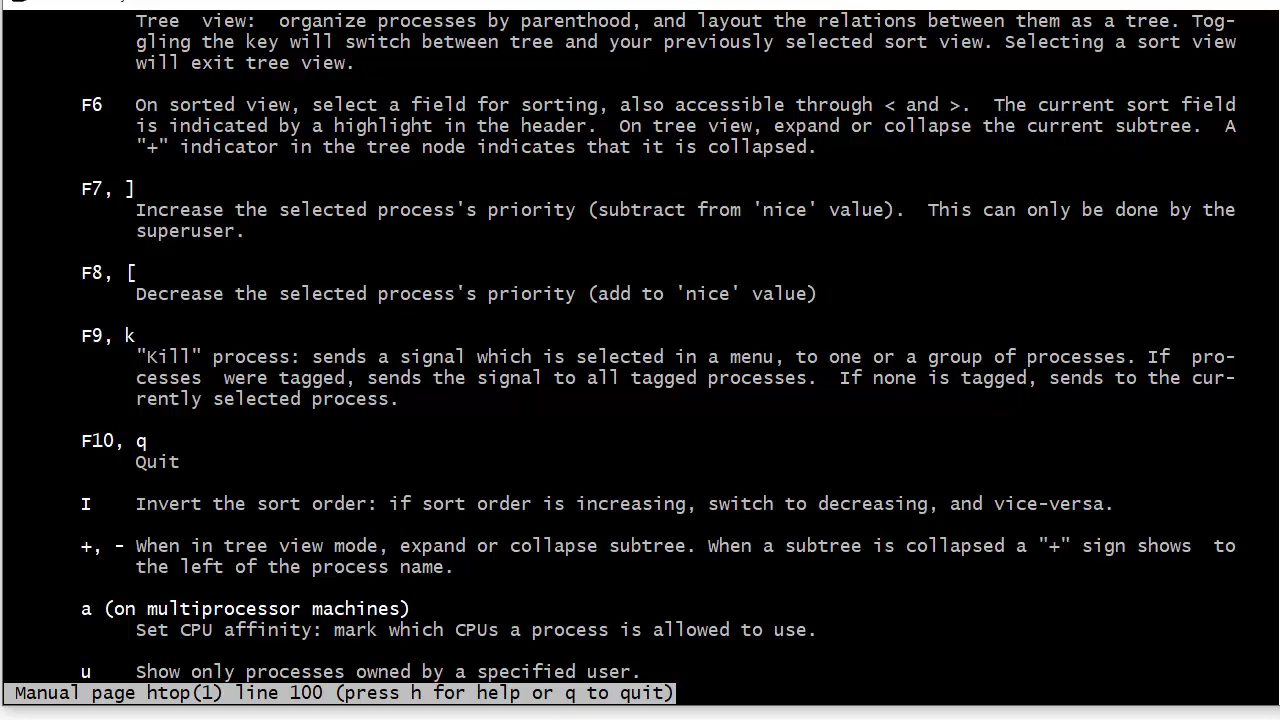 Tree  view:  organize processes by parenthood, and layout the relations between them as a tree. Tog-
gling the key will switch between tree and your previously selected sort view. Selecting a sort view
will exit tree view.
F6   On sorted view, select a field for sorting, also accessible through < and >.  The current sort field
is indicated by a highlight in the header.  On tree view, expand or collapse the current subtree.  A
"+" indicator in the tree node indicates that it is collapsed.
F7, ]
Increase the selected process's priority (subtract from 'nice' value).  This can only be done by the
superuser.
F8, [
Decrease the selected process's priority (add to 'nice' value)
F9, k
"Kill" process: sends a signal which is selected in a menu, to one or a group of processes. If  pro-
cesses  were tagged, sends the signal to all tagged processes.  If none is tagged, sends to the cur-
rently selected process.
F10, q
Quit
I    Invert the sort order: if sort order is increasing, switch to decreasing, and vice-versa.
+, - When in tree view mode, expand or collapse subtree. When a subtree is collapsed a "+" sign shows  to
the left of the process name.
a (on multiprocessor machines)
Set CPU affinity: mark which CPUs a process is allowed to use.
u    Show only processes owned by a specified user.
Manual page htop(1) line 100 (press h for help or q to quit)